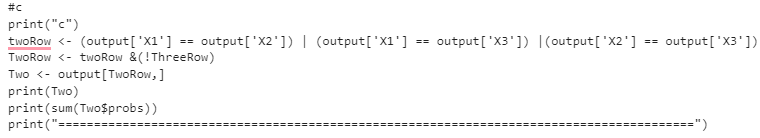 #c
print("c")
twoRow <- (output['X1'] == output['X2']) | (output['X1'] == output['X3']) |(output['X2'] == output['X3'])
TwoRow <- twoRow &(!ThreeRow)
Two <- output[TwoRow,]
print(Two)
print(sum(Two$probs))
print("=========================================================================================")